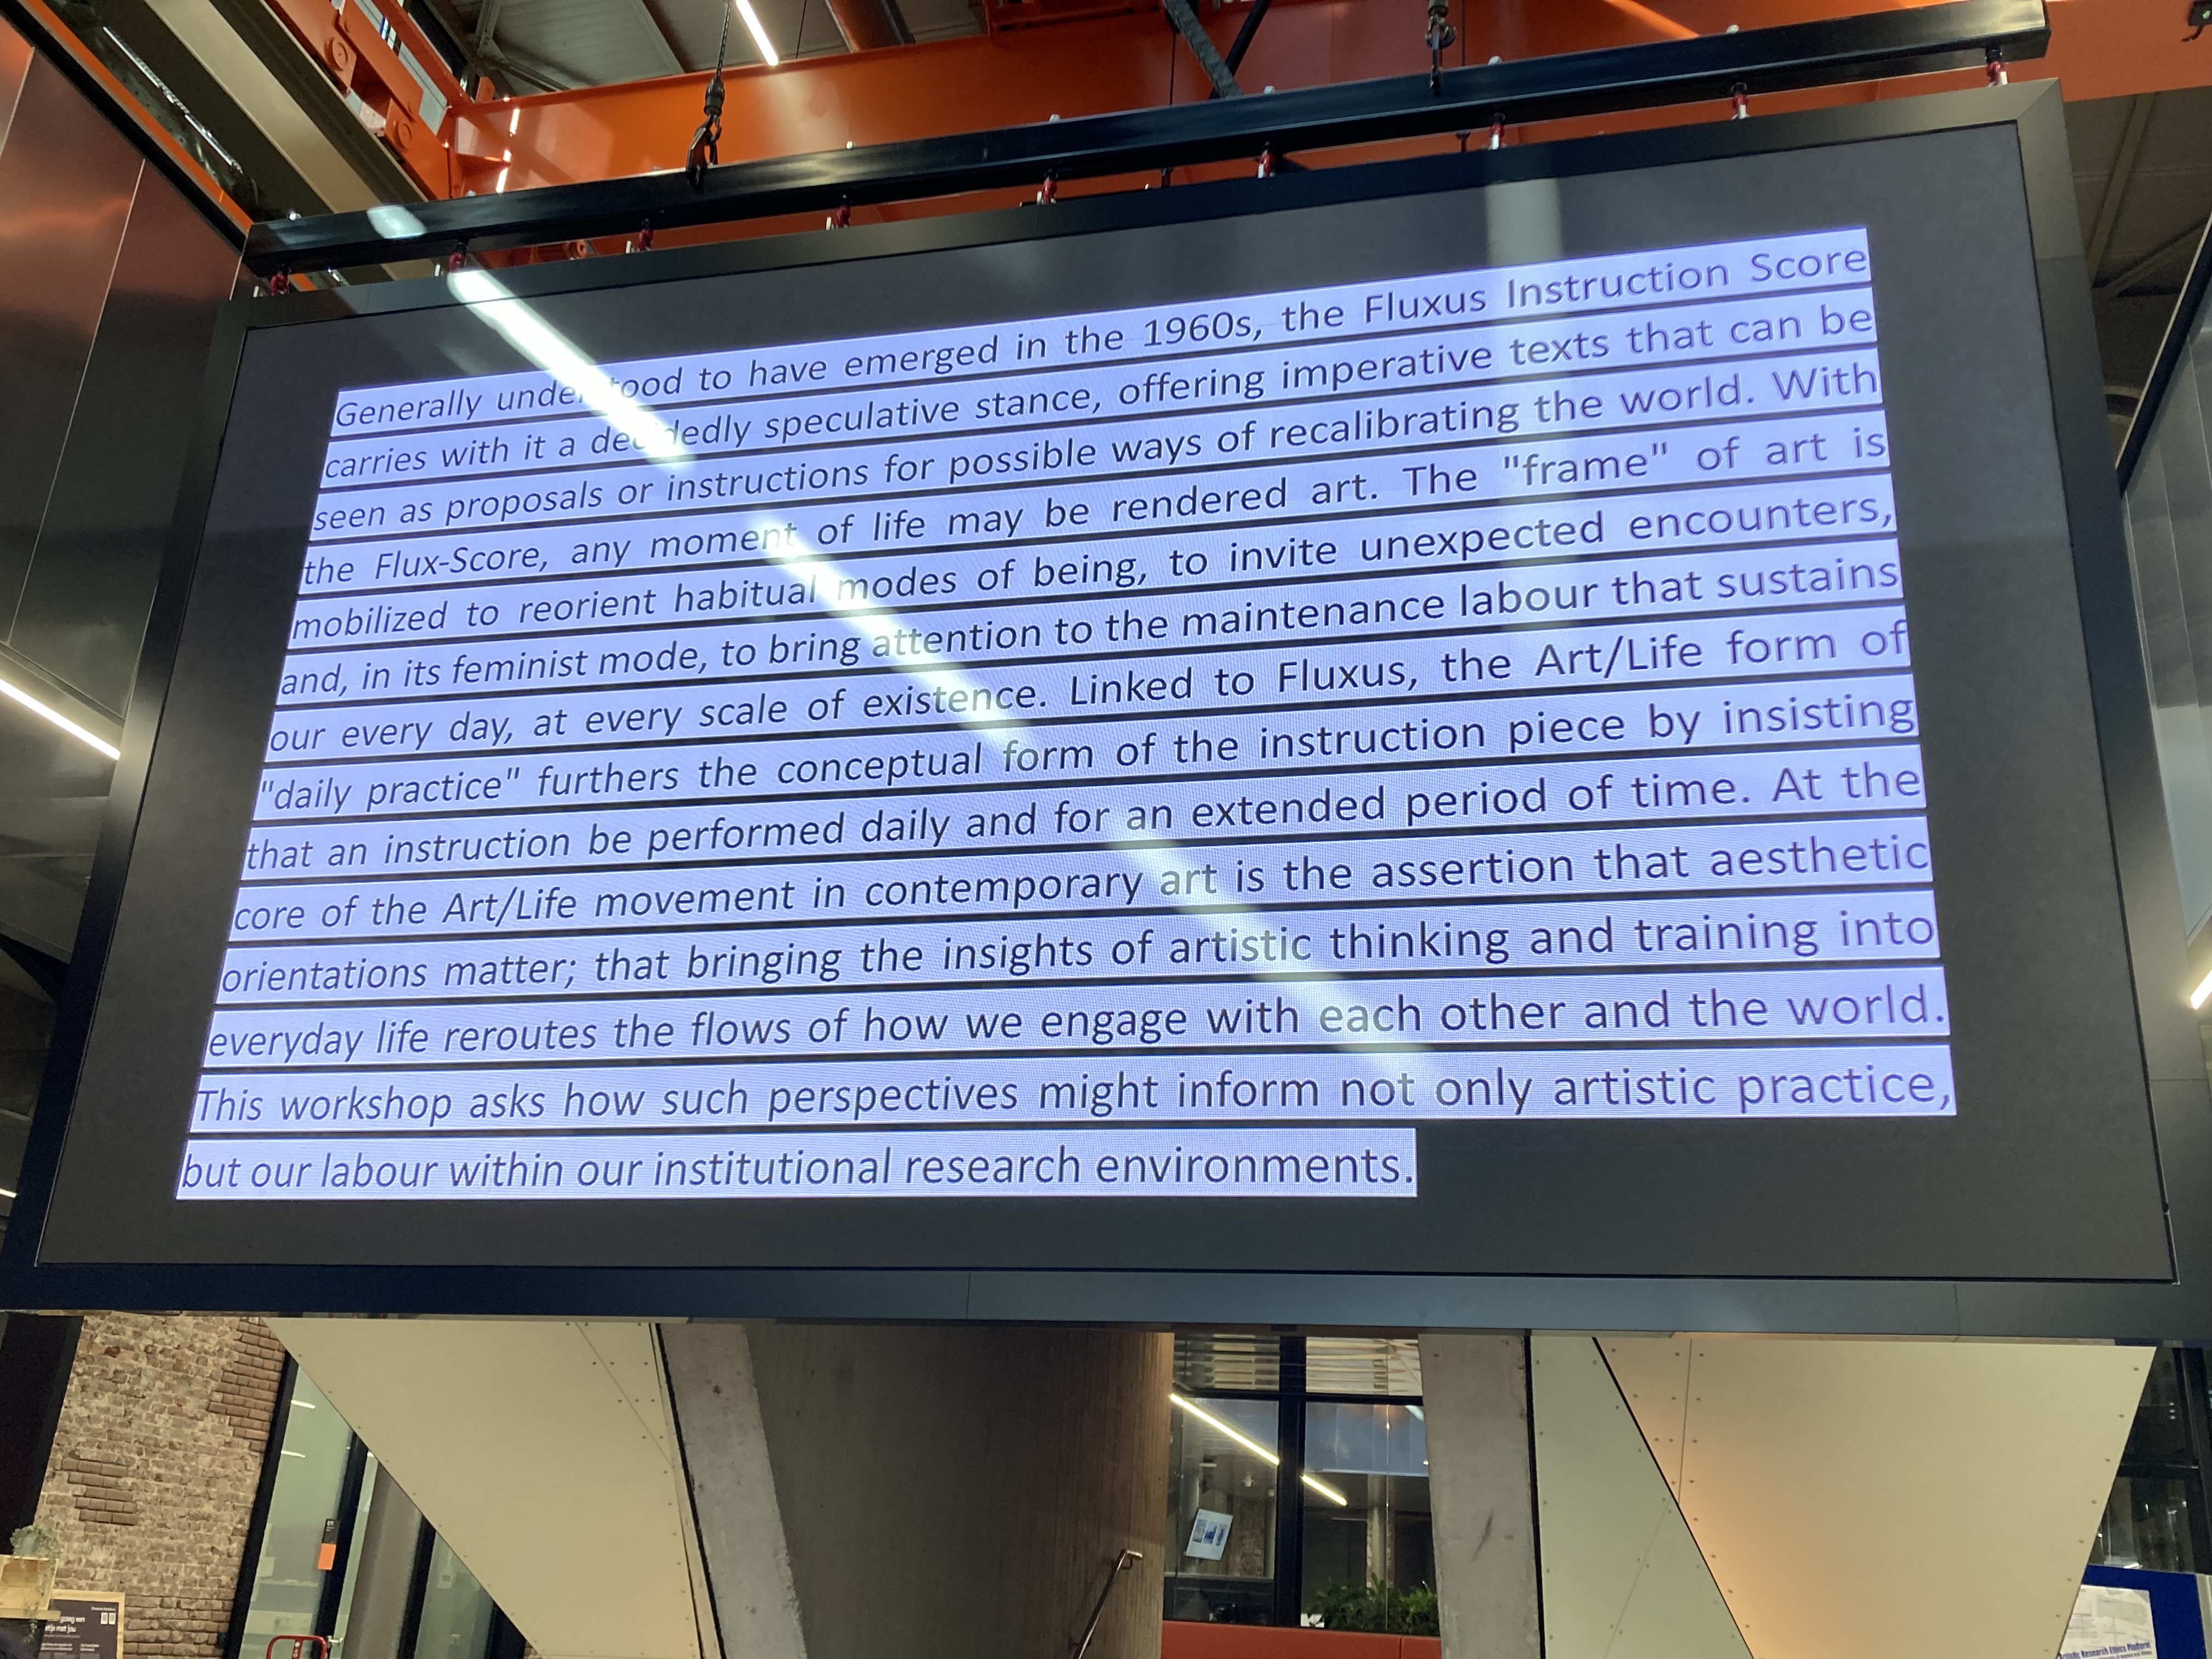 Generally understood to have emerged in the 1960s, the Fluxus Instruction Score
carries with it a decidedly speculative stance, offering imperative texts that can be
seen as proposals or instructions for possible ways of recalibrating the world. With
the Flux-Score, any moment of life may be rendered art. The "frame" of art is
mobilized to reorient habitual modes of being, to invite unexpected encounters,
and, in its feminist mode, to bring attention to the maintenance labour that sustains
our every day, at every scale of existence. Linked to Fluxus, the Art/Life form of
"daily practice" furthers the conceptual form of the instruction piece by insisting
that an instruction be performed daily and for an extended period of time. At the
core of the Art/Life movement in contemporary art is the assertion that aesthetic
orientations matter; that bringing the insights of artistic thinking and training into
everyday life reroutes the flows of how we engage with each other and the world.
This workshop asks how such perspectives might inform not only artistic practice,
but our labour within our institutional research environments.
Artistic Research Ethics Platform